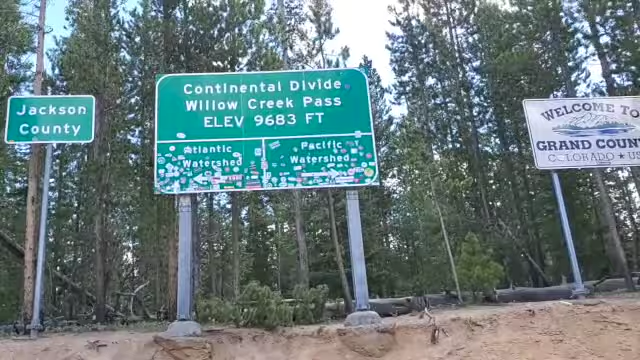 Jackson
County
Continental Divide
Willow Creek Pass
ELEV 9683 FT
Atlantic
Watershed
Pacific
Watershed
WELCOME TO
GRAND COUN
COLORADO